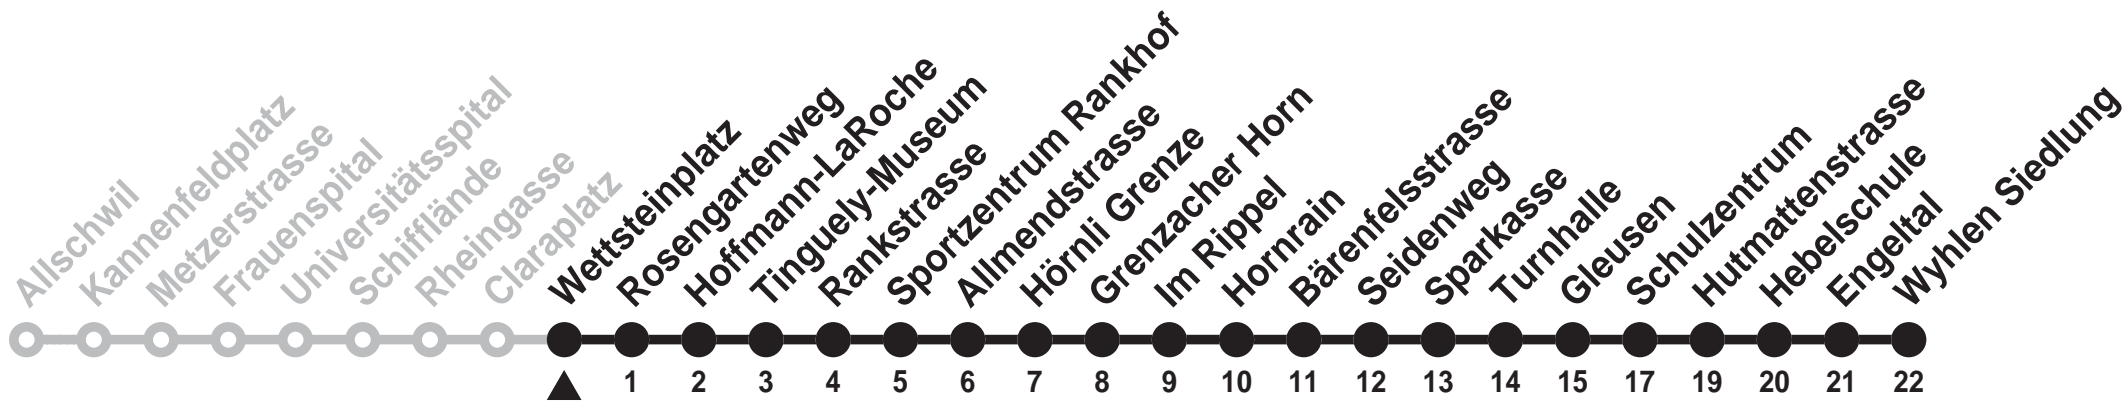 Allschwil
Kannenfeldplatz
Metzerstrasse
Frauenspital
Universitätsspital
Schifflände
Rheingasse
Claraplatz
Wettsteinplatz
Rosengartenweg
Hoffmann-LaRoche
Tinguely-Museum
Rankstrasse
Sportzentrum Rankhof
Allmendstrasse
Hörnli Grenze
Grenzacher Horn
Im Rippel
Hornrain
Bärenfelsstrasse
Seidenweg
Sparkasse
Turnhalle
Gleusen
Schulzentrum
Hutmattenstrasse
Hebelschule
Engeltal
Wyhlen Siedlung
1 2 3 4 5 6 7 8 9 10 11 12 13 14 15 17 19 20 21 22